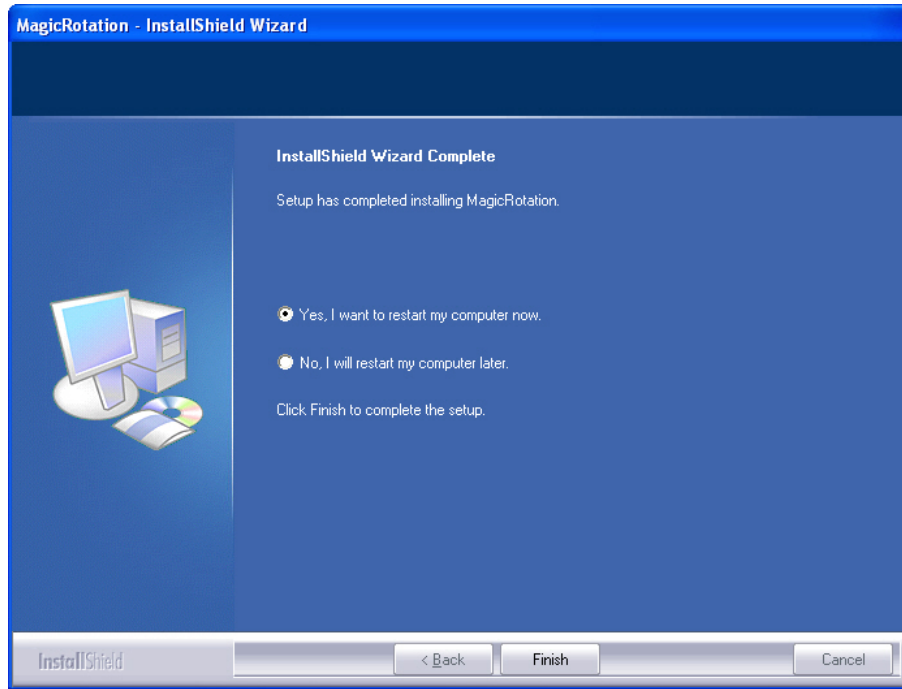 MagicRotation - InstallShield Wizard
InstallShield Wizard Complete
Setup has completed installing MagicRotation.
Yes, I want to restart my computer now.
No, I will restart my computer later.
Click Finish to complete the setup.
InstallShield
< Back Finish Cancel